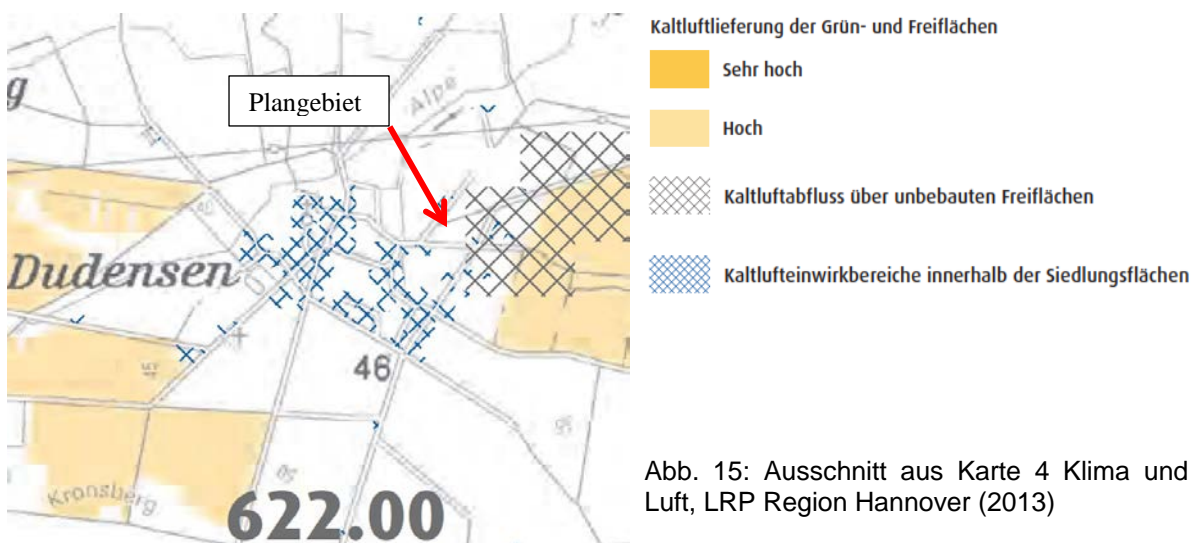 Plangebiet
Alpe
g
Dudensen
46
Kronsberg
622.00
Kaltluftlieferung der Grün- und Freiflächen
Sehr hoch
Hoch
Kaltluftabfluss über unbebauten Freiflächen
Kaltlufteinwirkbereiche innerhalb der Siedlungsflächen
Abb. 15: Ausschnitt aus Karte 4 Klima und
Luft, LRP Region Hannover (2013)